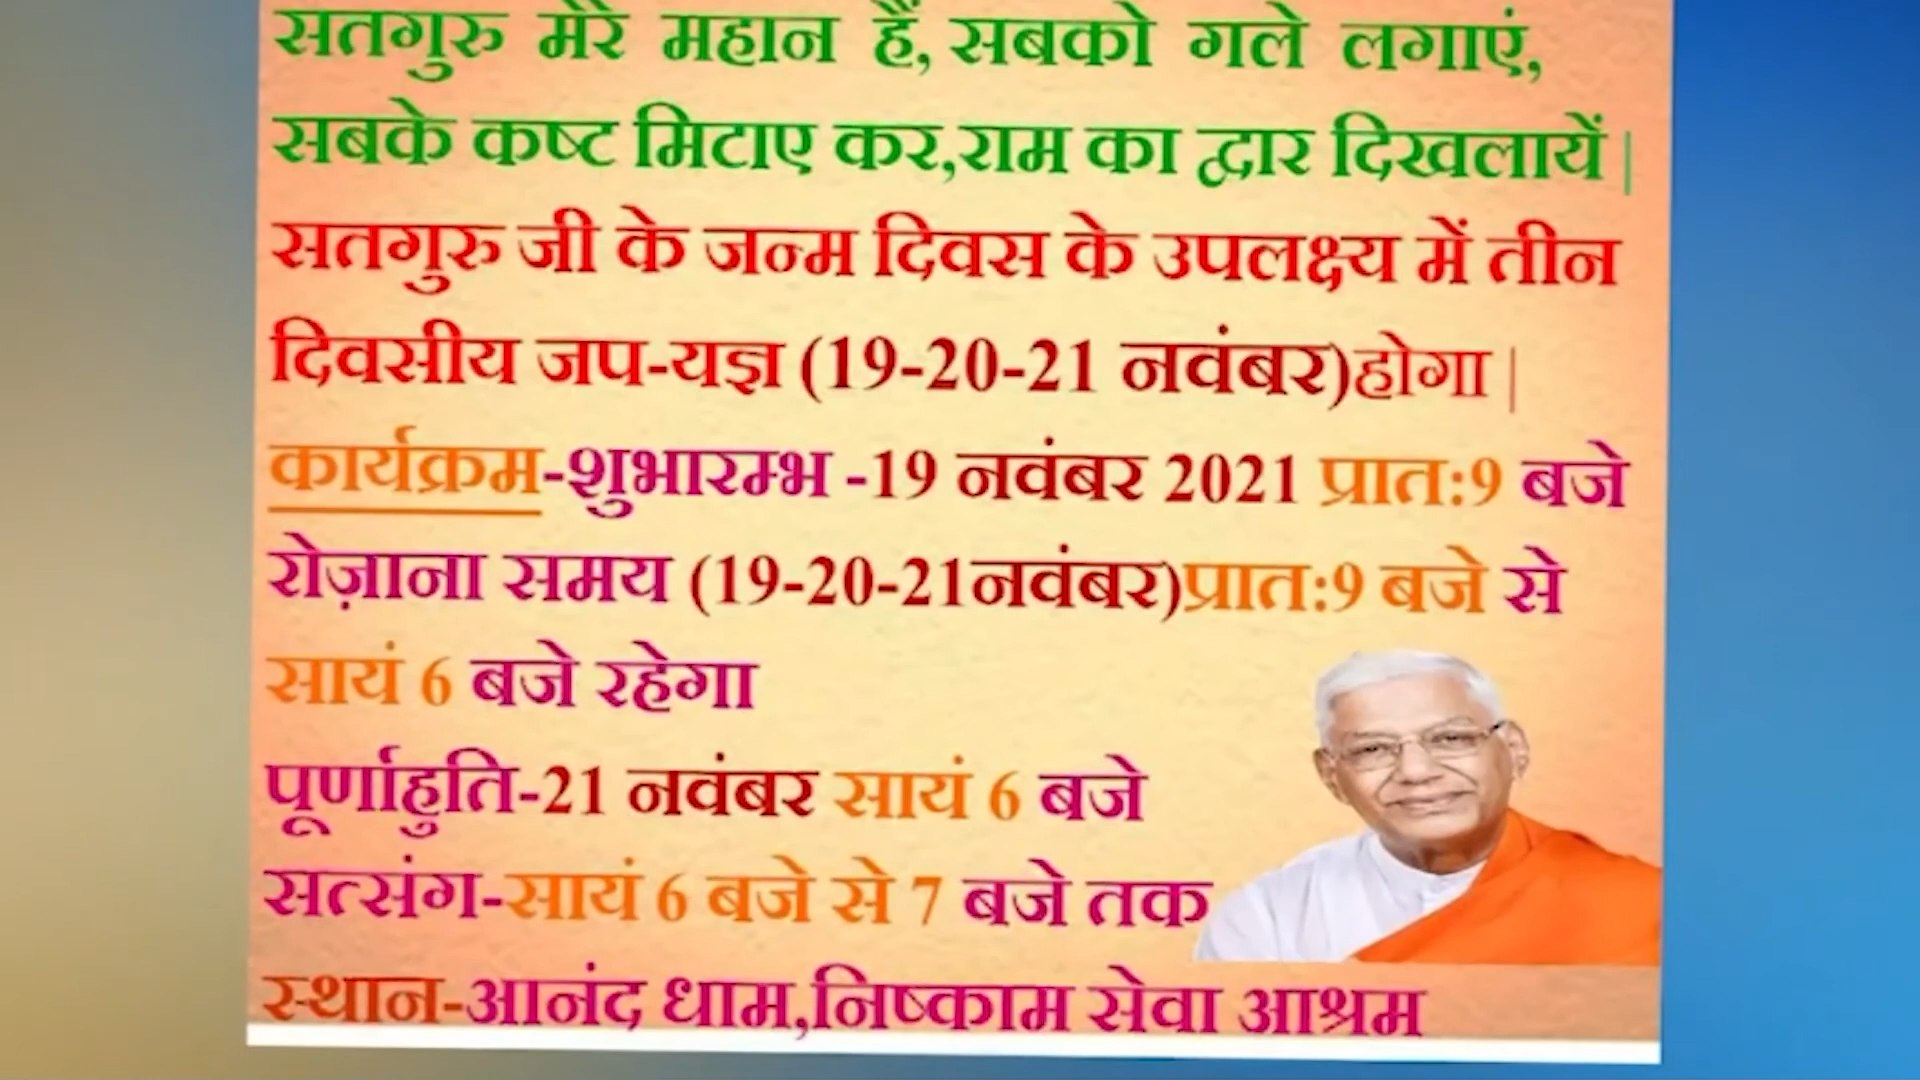 सतगुरु मेरे महान हैं, सबको गले लगाएं,
सबके कष्ट मिटाए कर,राम का द्वार दिखलायें |
सतगुरु जी के जन्म दिवस के उपलक्ष्य में तीन
दिवसीय जप-यज्ञ (19-20-21 नवंबर)होगा |
कार्यक्रम-शुभारम्भ -19 नवंबर 2021 प्रात:9 बजे
रोज़ाना समय (19-20-21नवंबर)प्रात:9 बजे से
सायं 6 बजे रहेगा
पूर्णाहुति-21 नवंबर सायं 6 बजे
सत्संग-सायं 6 बजे से 7 बजे तक
स्थान-आनंद धाम,निष्काम सेवा आश्रम